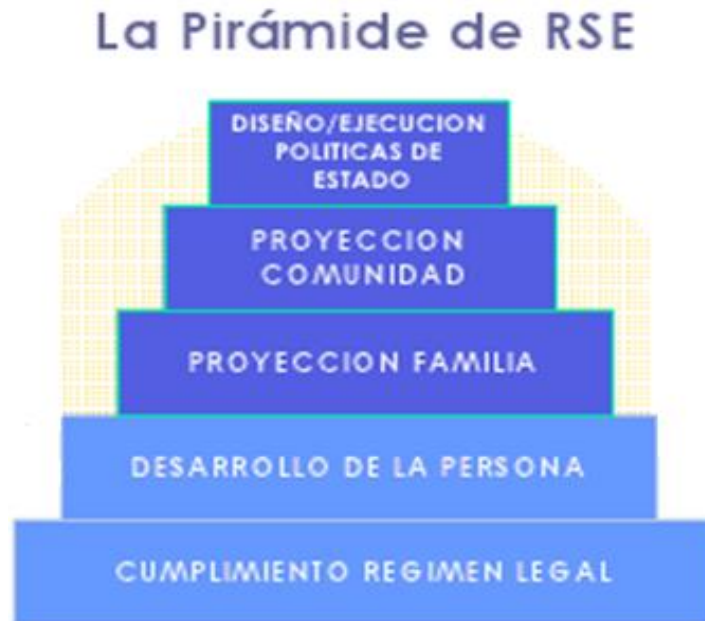 La Pirámide de RSE
DISEÑO/EJECUCION
POLITICAS DE
ESTADO
PROYECCION
COMUNIDAD
PROYECCION FAMILIA
DESARROLLO DE LA PERSONA
CUMPLIMIENTO REGIMEN LEGAL